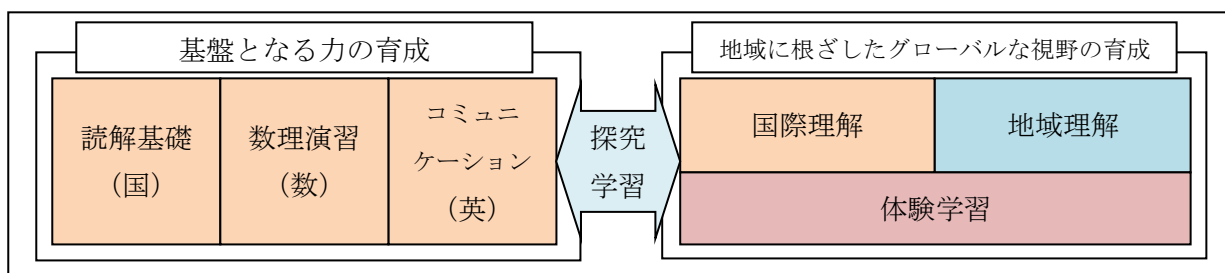 基盤となる力の育成
読解基礎
（国）
数理演習
（数）
コミュニ
ケーション
（英）
探究
学習
地域に根ざしたグローバルな視野の育成
国際理解
地域理解
体験学習